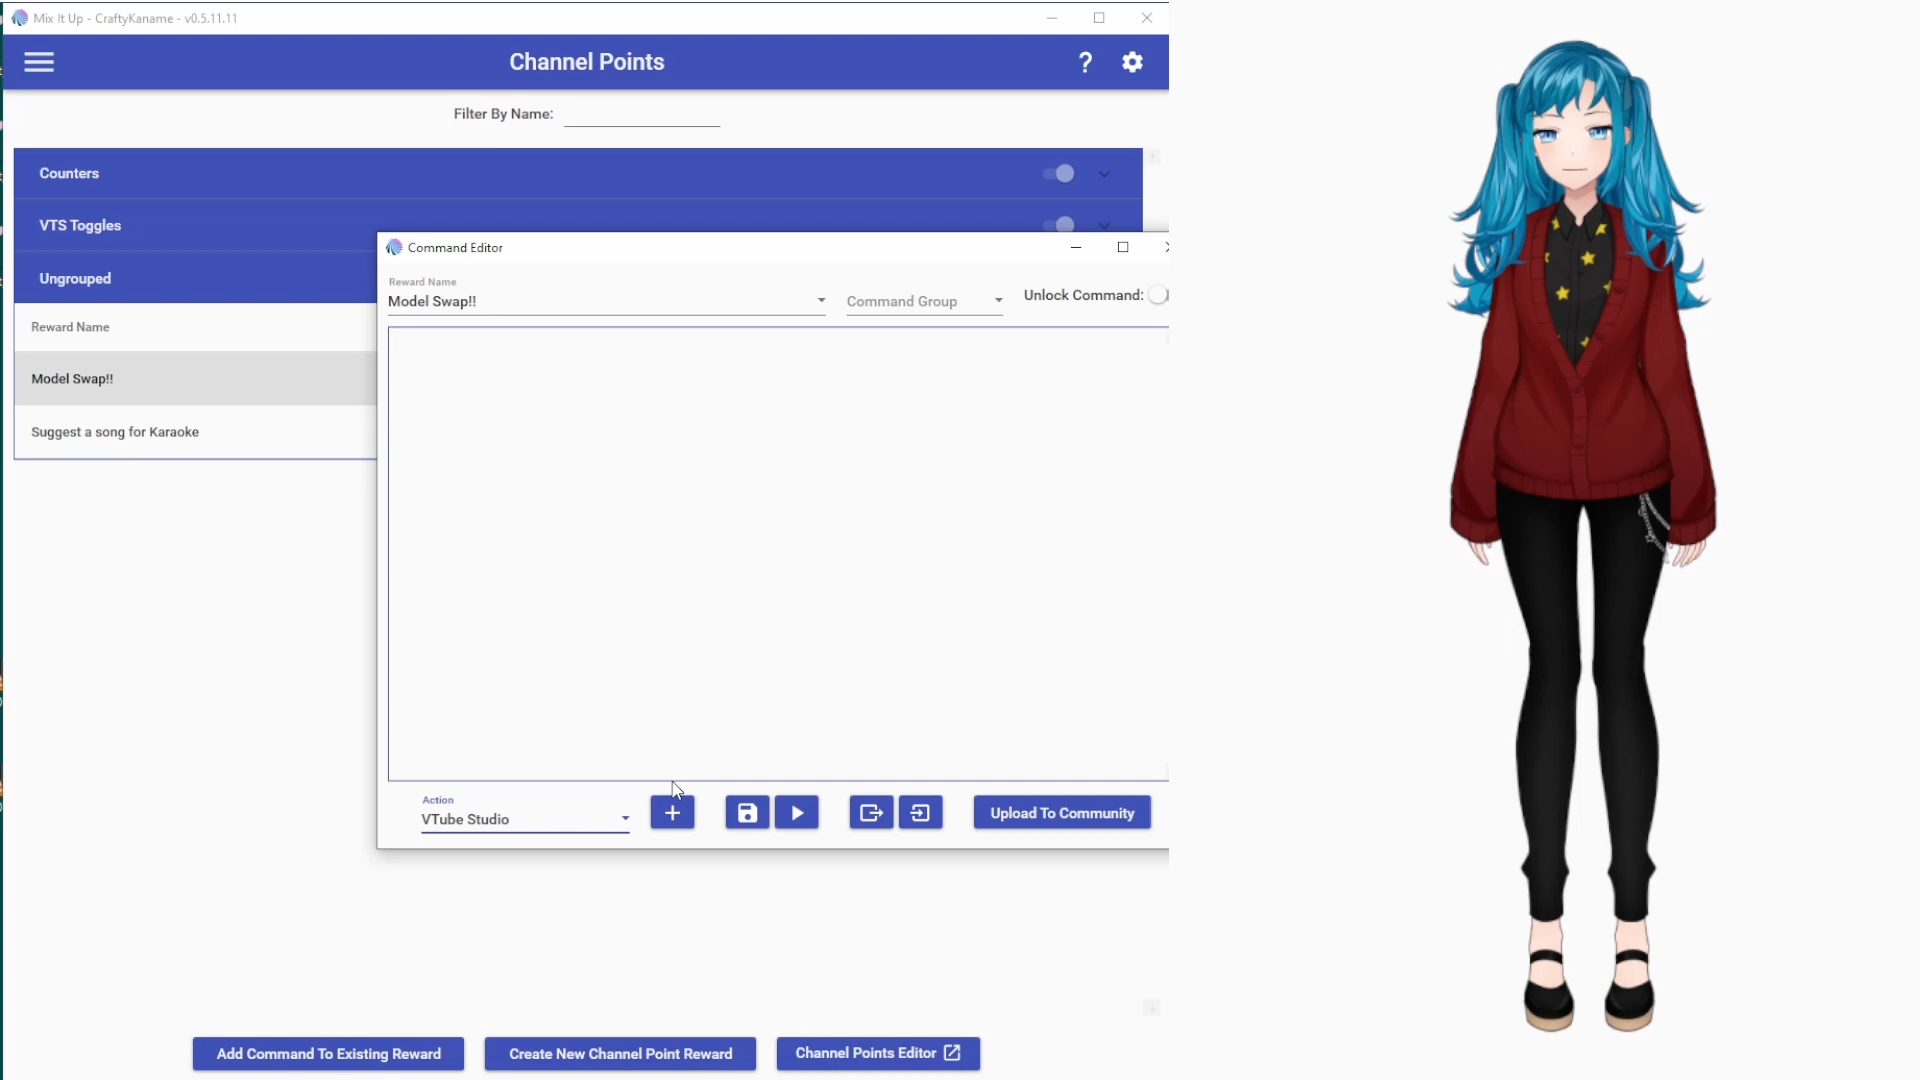 Mix It Up - CraftyKaname - v0.5.11.11
Channel Points
?
Filter By Name:
Counters
VTS Toggles
Ungrouped
Reward Name
Model Swap!!
Suggest a song for Karaoke
Command Editor
Reward Name
Model Swap!!
Command Group
Unlock Command:
Action
VTube Studio
Upload To Community
Add Command To Existing Reward
Create New Channel Point Reward
Channel Points Editor